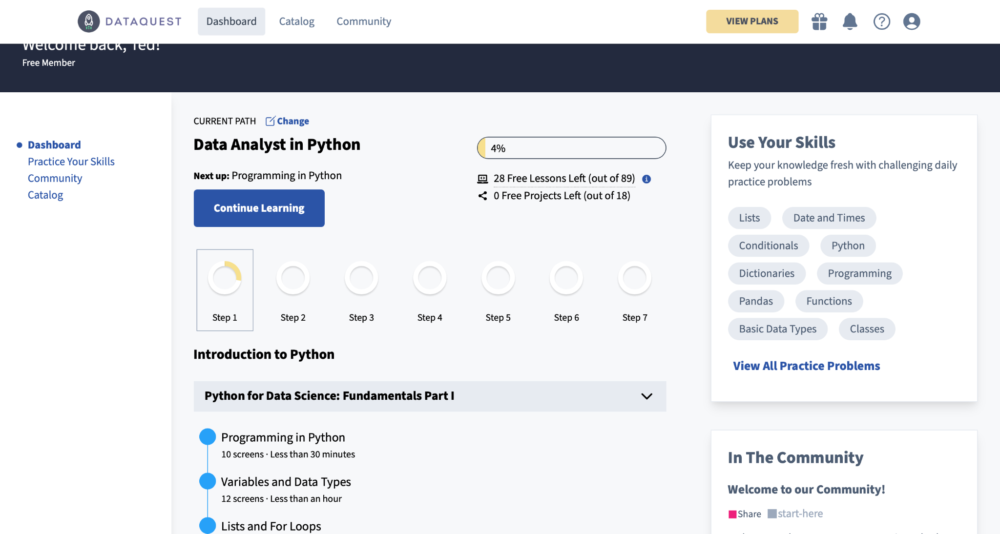 DATAQUEST
Dashboard
Catalog
Community
VIEW PLANS
Welcome back, Ted!
Free Member
Dashboard
Practice Your Skills
Community
Catalog
CURRENT PATH
Change
Data Analyst in Python
4%
Next up: Programming in Python
28 Free Lessons Left (out of 89)
0 Free Projects Left (out of 18)
Continue Learning
Step 1
Step 2
Step 3
Step 4
Step 5
Step 6
Step 7
Introduction to Python
Python for Data Science: Fundamentals Part I
Programming in Python
10 screens · Less than 30 minutes
Variables and Data Types
12 screens · Less than an hour
Lists and For Loops
Use Your Skills
Keep your knowledge fresh with challenging daily
practice problems
Lists
Date and Times
Conditionals
Python
Dictionaries
Programming
Pandas
Functions
Basic Data Types
Classes
View All Practice Problems
In The Community
Welcome to our Community!
Share
start-here